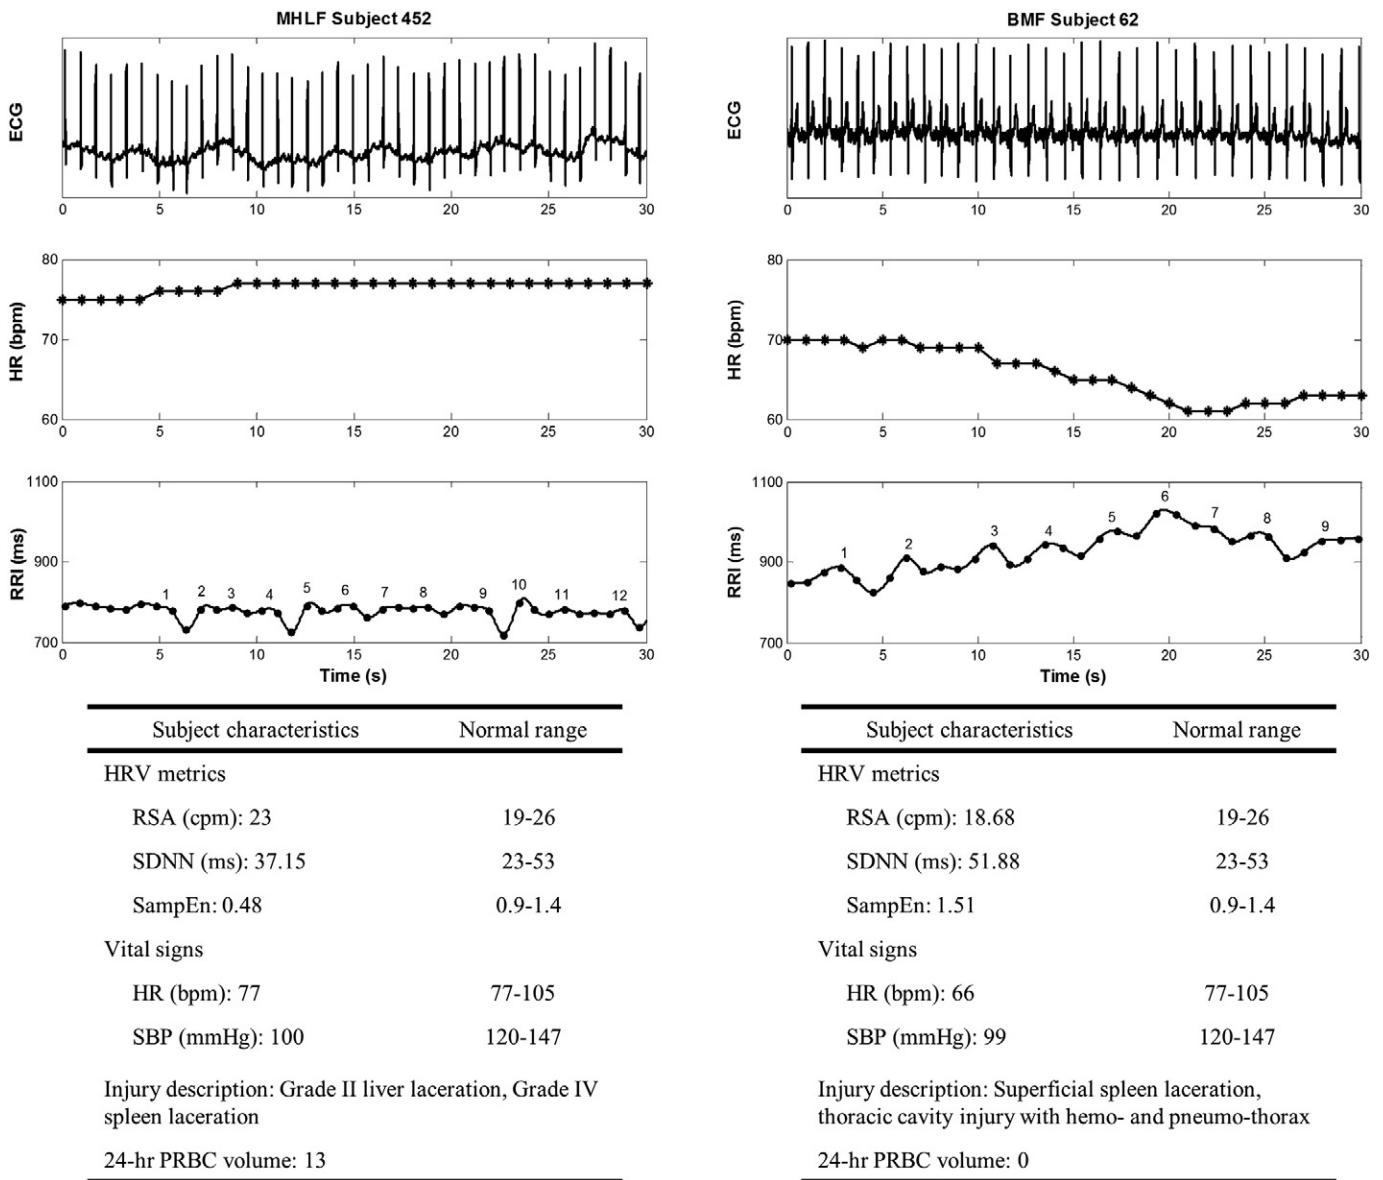 MHLF Subject 452
ECG
0 5 10 15 20 25 30
HR (bpm)
80
70
60
0 5 10 15 20 25 30
RRI (ms)
1100
900
700
1 2 3 4 5 6 7 8 9 10 11 12
0 5 10 15 20 25 30
Time (s)
Subject characteristics Normal range
HRV metrics
RSA (cpm): 23 19-26
SDNN (ms): 37.15 23-53
SampEn: 0.48 0.9-1.4
Vital signs
HR (bpm): 77 77-105
SBP (mmHg): 100 120-147
Injury description: Grade II liver laceration, Grade IV
spleen laceration
24-hr PRBC volume: 13
BMF Subject 62
ECG
0 5 10 15 20 25 30
HR (bpm)
80
70
60
0 5 10 15 20 25 30
RRI (ms)
1100
900
700
1 2 3 4 5 6 7 8 9
0 5 10 15 20 25 30
Time (s)
Subject characteristics Normal range
HRV metrics
RSA (cpm): 18.68 19-26
SDNN (ms): 51.88 23-53
SampEn: 1.51 0.9-1.4
Vital signs
HR (bpm): 66 77-105
SBP (mmHg): 99 120-147
Injury description: Superficial spleen laceration,
thoracic cavity injury with hemo- and pneumo-thorax
24-hr PRBC volume: 0